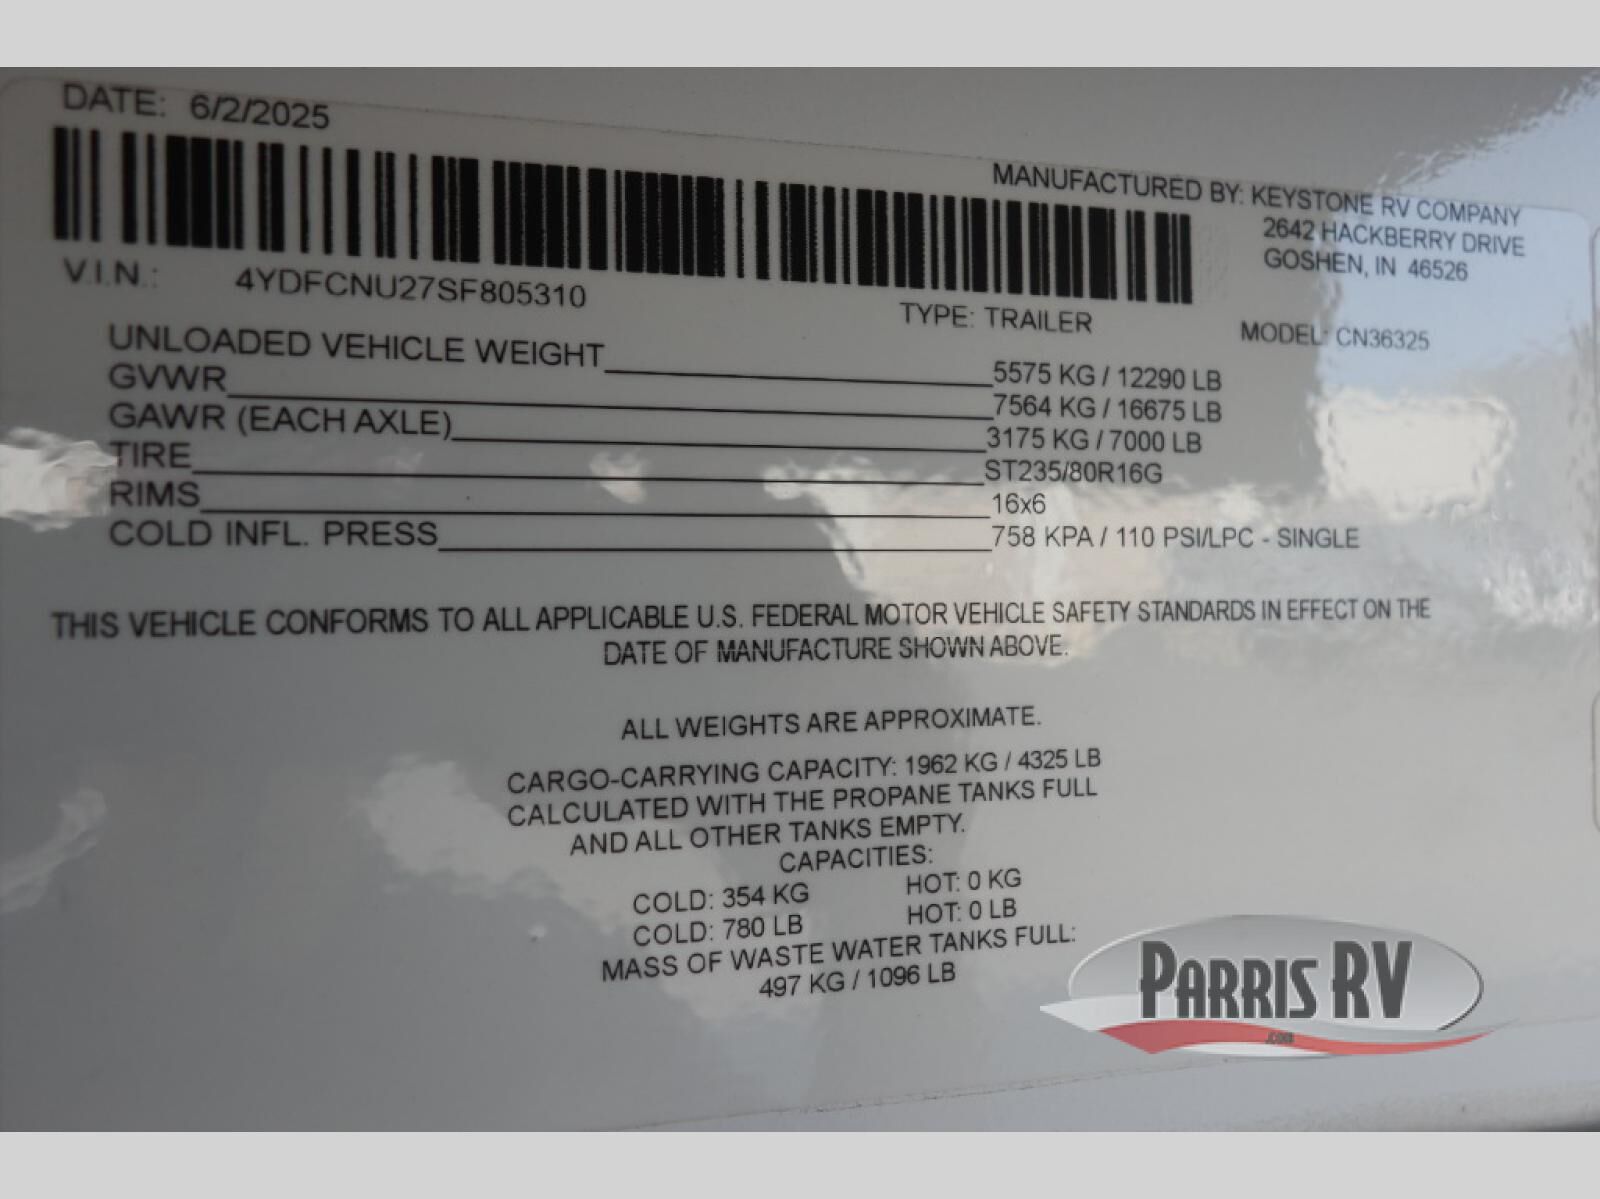 DATE: 6/2/2025
MANUFACTURED BY: KEYSTONE RV COMPANY
2642 HACKBERRY DRIVE
GOSHEN, IN 46526
V.I.N.: 4YDFCNU27SF805310
TYPE: TRAILER
MODEL: CN36325
UNLOADED VEHICLE WEIGHT 5575 KG / 12290 LB
GVWR 7564 KG / 16675 LB
GAWR (EACH AXLE) 3175 KG / 7000 LB
TIRE ST235/80R16G
RIMS 16x6
COLD INFL. PRESS 758 KPA / 110 PSI/LPC - SINGLE
THIS VEHICLE CONFORMS TO ALL APPLICABLE U.S. FEDERAL MOTOR VEHICLE SAFETY STANDARDS IN EFFECT ON THE
DATE OF MANUFACTURE SHOWN ABOVE.
ALL WEIGHTS ARE APPROXIMATE.
CARGO-CARRYING CAPACITY: 1962 KG / 4325 LB
CALCULATED WITH THE PROPANE TANKS FULL
AND ALL OTHER TANKS EMPTY.
CAPACITIES:
COLD: 354 KG HOT: 0 KG
COLD: 780 LB HOT: 0 LB
MASS OF WASTE WATER TANKS FULL:
497 KG / 1096 LB
PARRIS RV
.COM